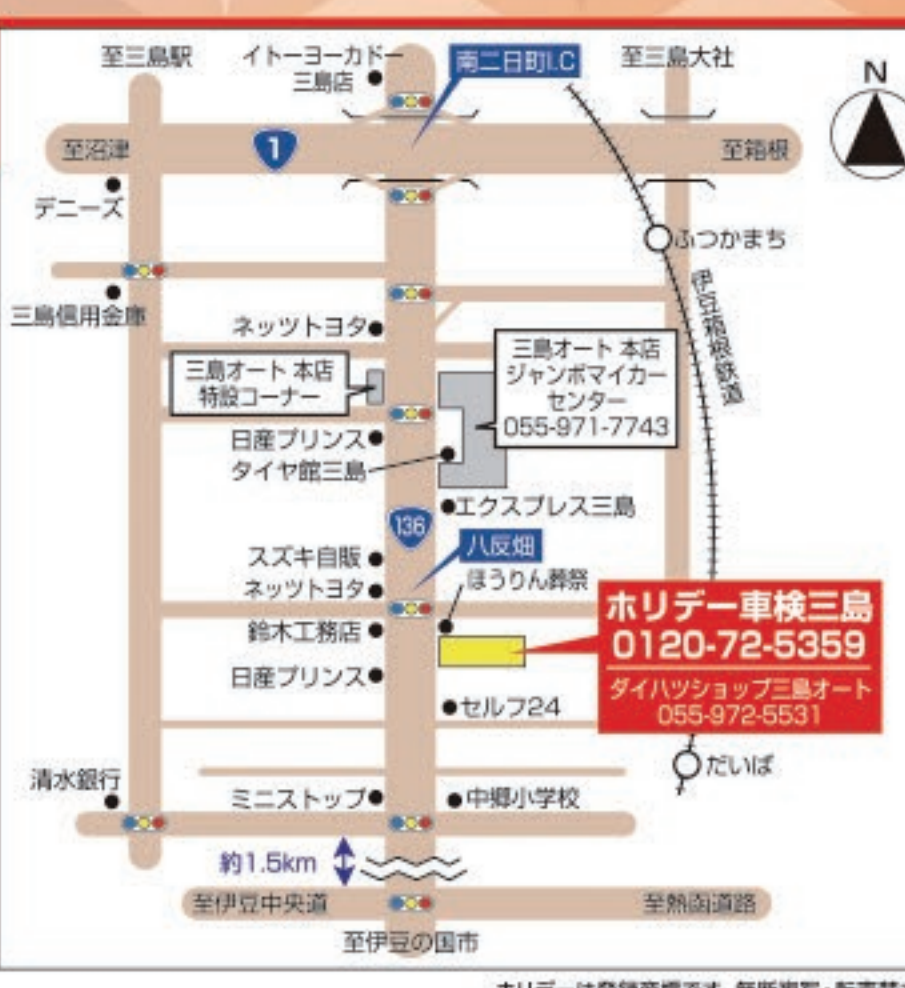 至三島駅
イトーヨーカドー
三島店
南二日町I.C
至三島大社
N
至沼津
1
至箱根
デニーズ
ふつかまち
三島信用金庫
伊豆箱根鉄道
ネッツトヨタ
三島オート 本店
特設コーナー
三島オート 本店
ジャンボマイカー
センター
055-971-7743
日産プリンス
タイヤ館三島
エクスプレス三島
136
八反畑
スズキ自販
ネッツトヨタ
ほうりん葬祭
鈴木工務店
ホリデー車検三島
0120-72-5359
ダイハツショップ三島オート
055-972-5531
日産プリンス
セルフ24
だいば
清水銀行
ミニストップ
中郷小学校
約1.5km
至伊豆中央道
至熱函道路
至伊豆の国市